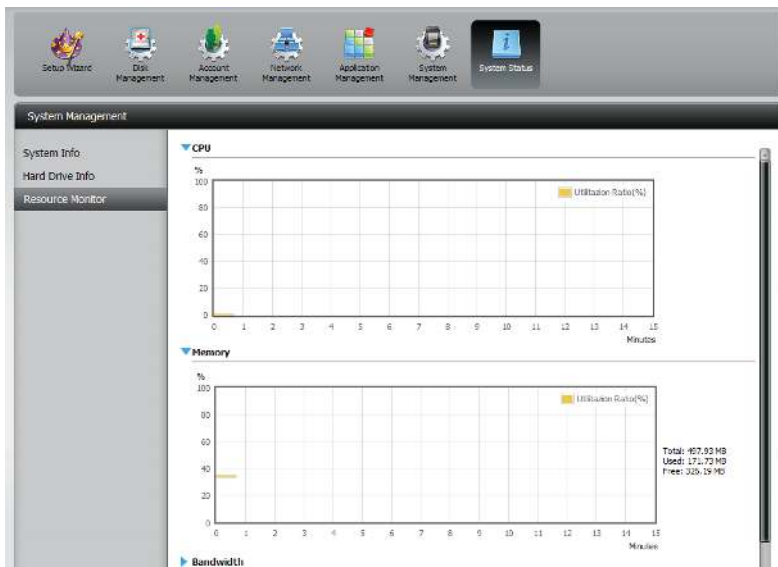 Setup Wizard
Disk Management
Account Management
Network Management
Application Management
System Management
System Status
System Management
System Info
Hard Drive Info
Resource Monitor
CPU
%
100
80
60
40
20
0
Utilitazion Ratio(%)
0 1 2 3 4 5 6 7 8 9 10 11 12 13 14 15
Minutes
Memory
%
100
80
60
40
20
0
Utilitazion Ratio(%)
Total: 497.93 MB
Used: 171.73 MB
Free: 326.19 MB
0 1 2 3 4 5 6 7 8 9 10 11 12 13 14 15
Minutes
Bandwidth